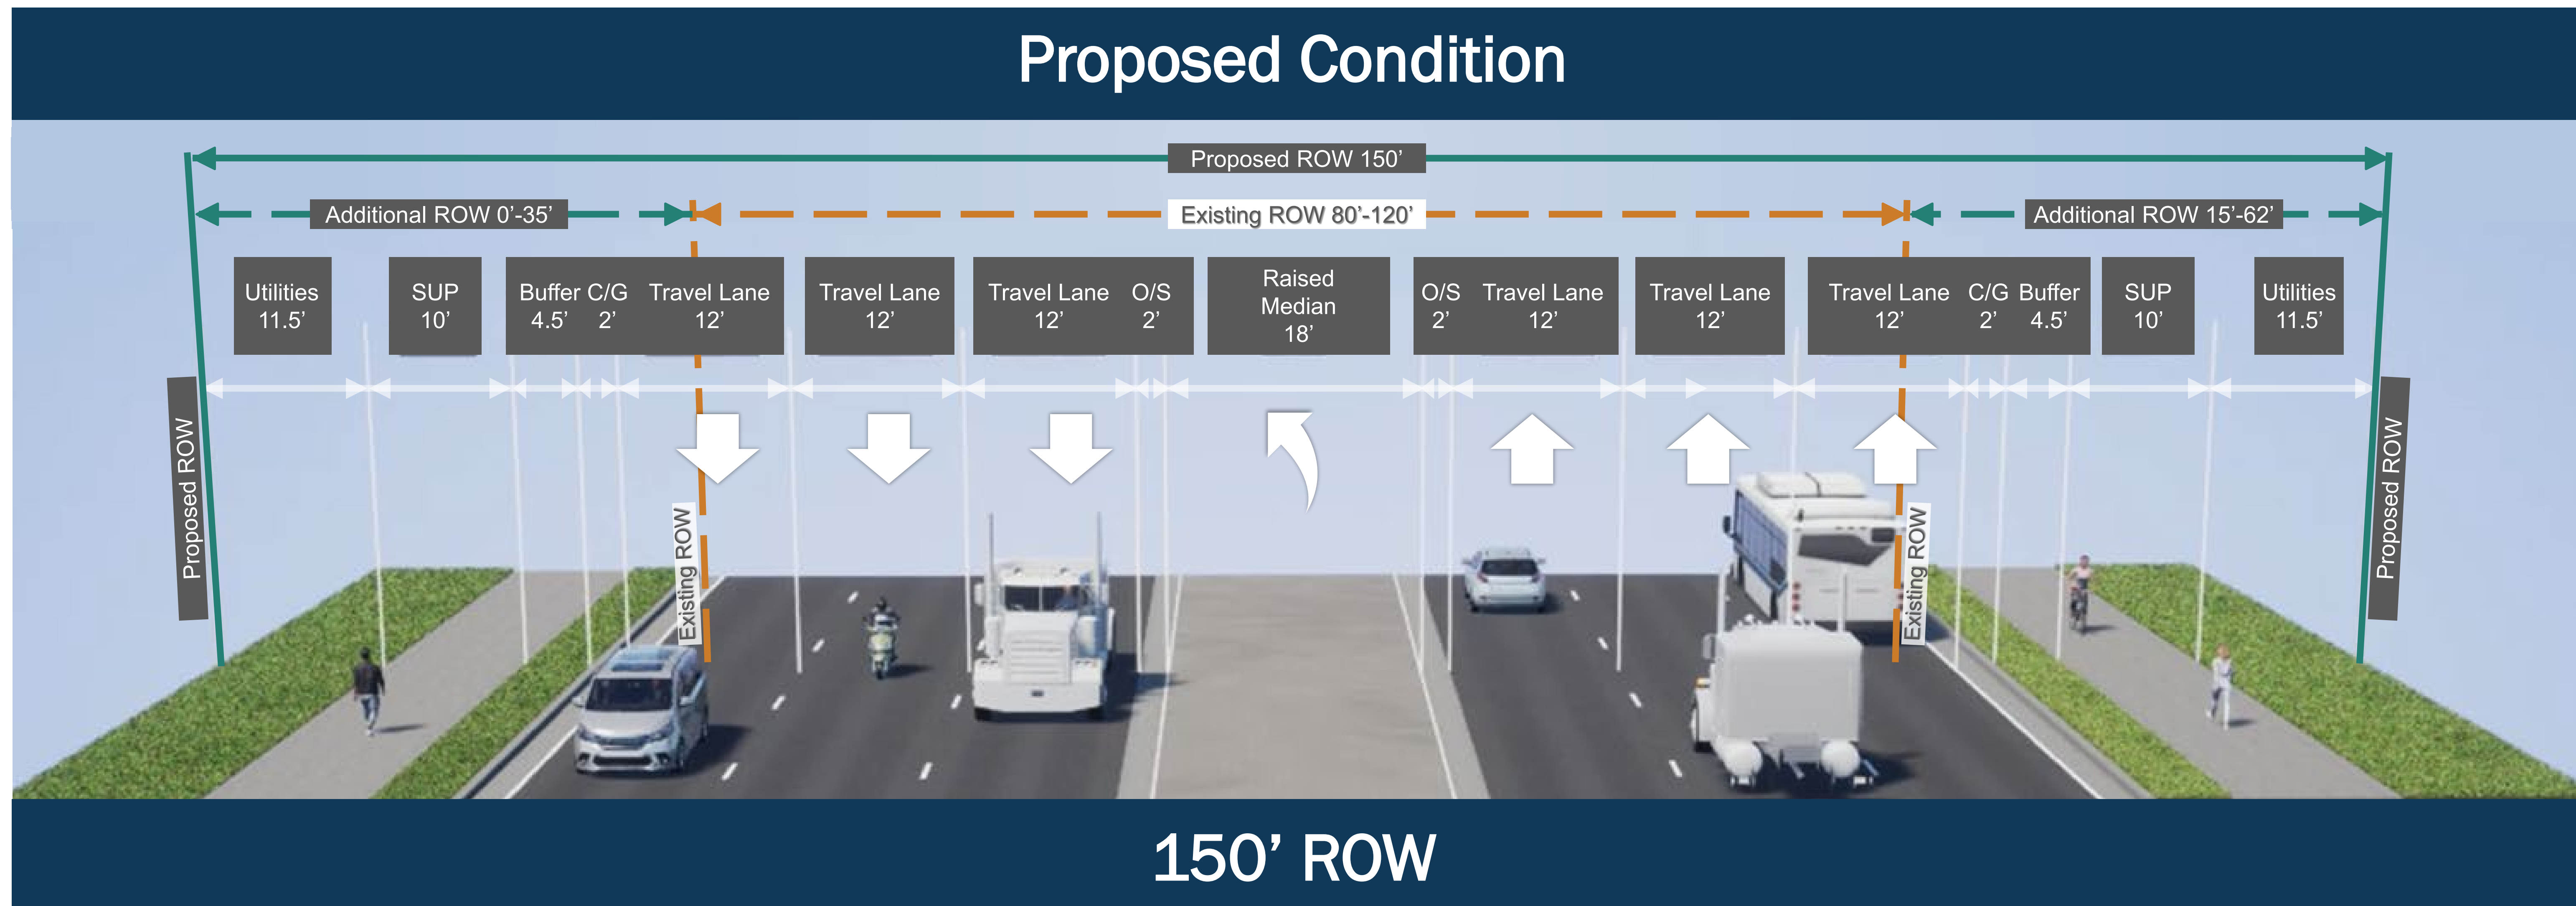 Proposed Condition
Proposed ROW 150’
Additional ROW 0’-35’
Existing ROW 80’-120’
Additional ROW 15’-62’
Utilities
11.5’
SUP
10’
Buffer C/G Travel Lane
4.5’ 2’ 12’
Travel Lane
12’
Travel Lane O/S
12’ 2’
Raised
Median
18’
O/S Travel Lane
2’ 12’
Travel Lane
12’
Travel Lane C/G Buffer
12’ 2’ 4.5’
SUP
10’
Utilities
11.5’
Proposed ROW
Existing ROW
Existing ROW
Proposed ROW
150’ ROW